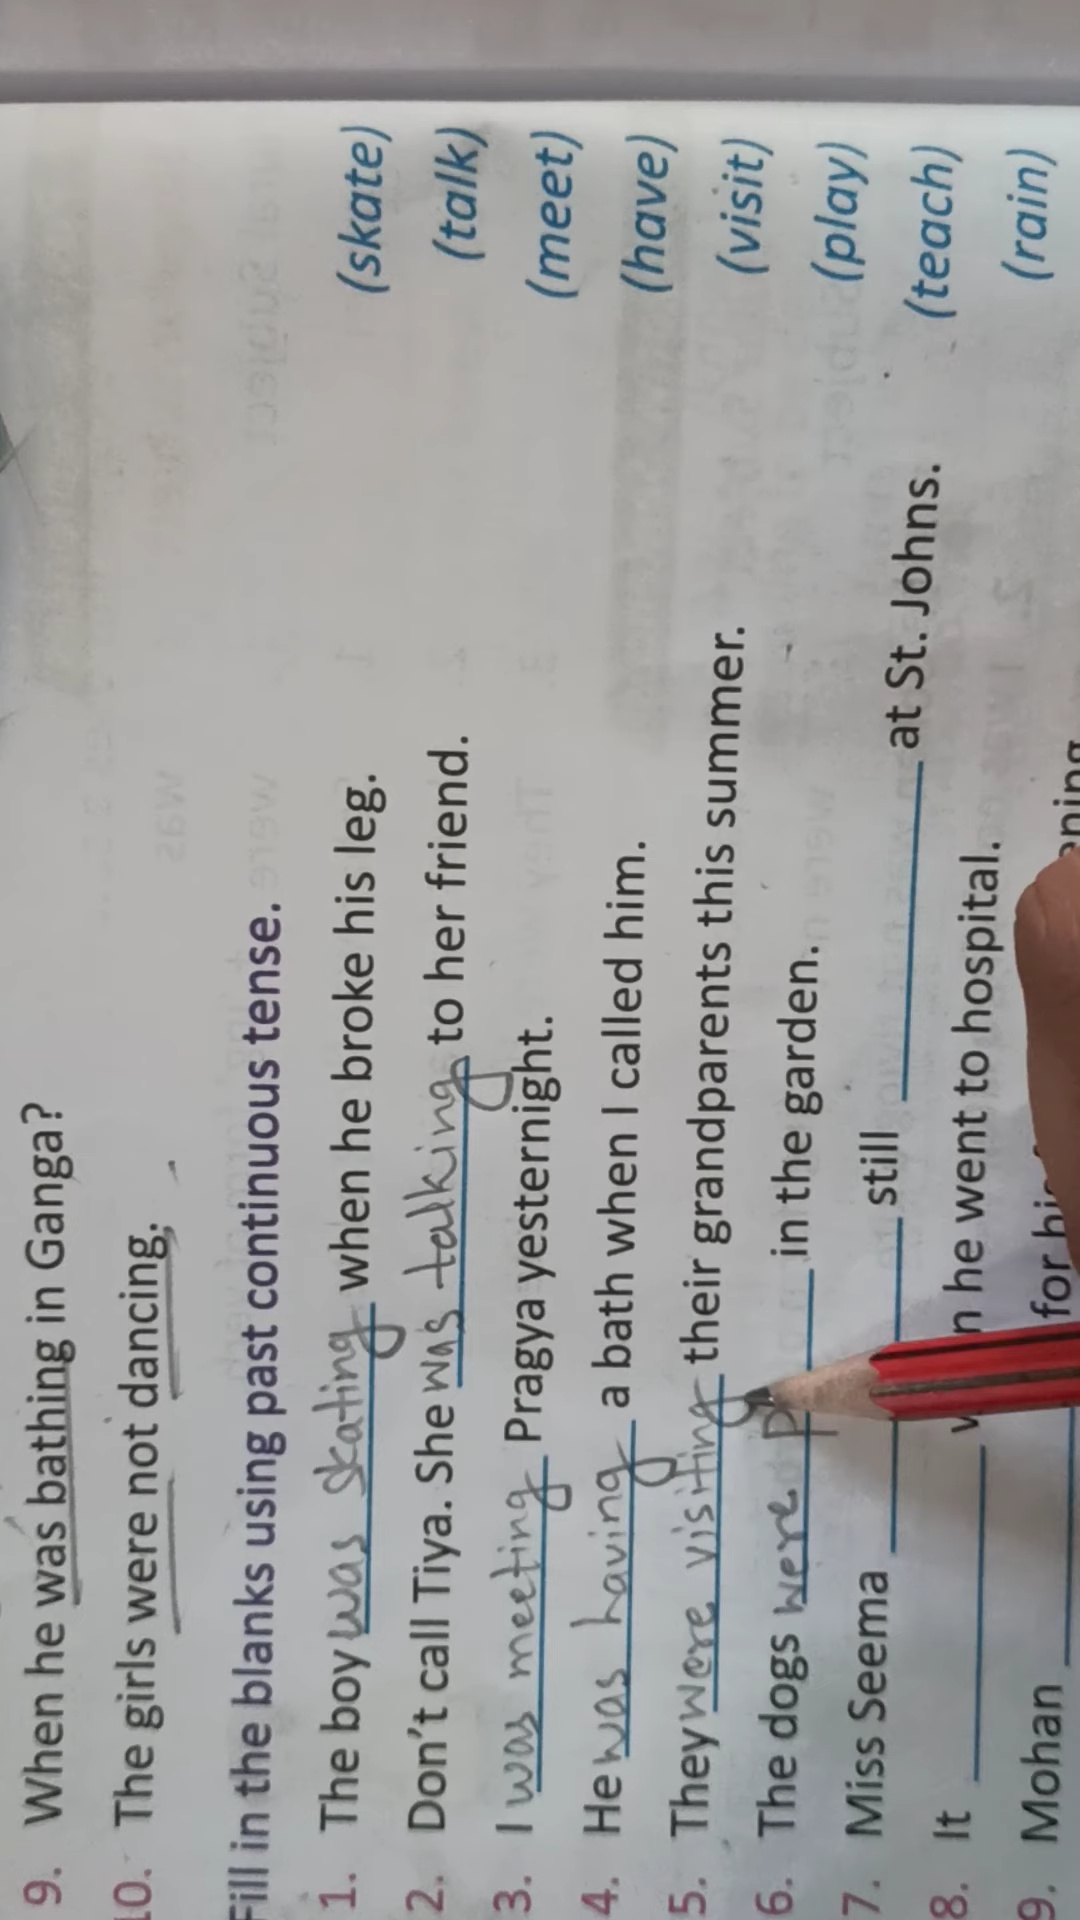 9. When he was bathing in Ganga?
10. The girls were not dancing.
Fill in the blanks using past continuous tense.
1. The boy was skating when he broke his leg. (skate)
2. Don't call Tiya. She was talking to her friend. (talk)
3. I was meeting Pragya yesternight. (meet)
4. He was having a bath when I called him. (have)
5. They were visiting their grandparents this summer. (visit)
6. The dogs were p in the garden. (play)
7. Miss Seema still at St. Johns. (teach)
8. It he went to hospital. (rain)
9. Mohan for